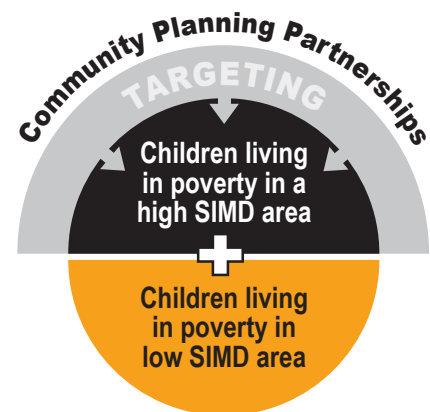 Community Planning Partnerships
TARGETING
Children living
in poverty in a
high SIMD area
Children living
in poverty in
low SIMD area